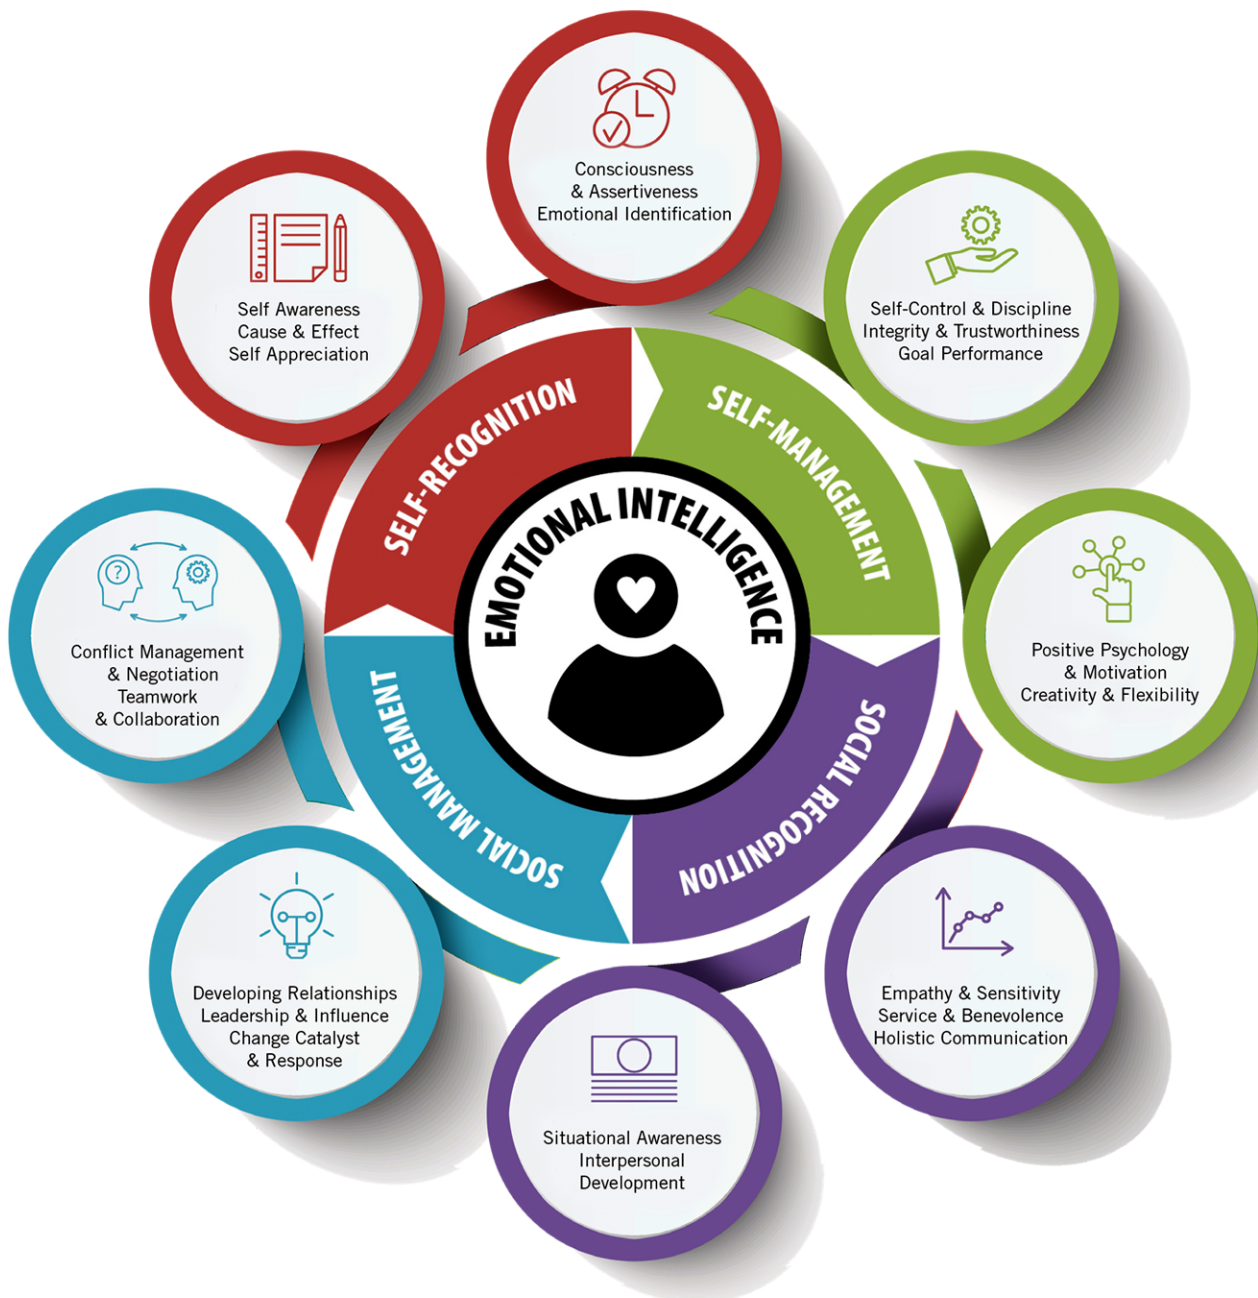 Consciousness
& Assertiveness
Emotional Identification
Self-Control & Discipline
Integrity & Trustworthiness
Goal Performance
Positive Psychology
& Motivation
Creativity & Flexibility
Empathy & Sensitivity
Service & Benevolence
Holistic Communication
Situational Awareness
Interpersonal
Development
Developing Relationships
Leadership & Influence
Change Catalyst
& Response
?
Conflict Management
& Negotiation
Teamwork
& Collaboration
Self Awareness
Cause & Effect
Self Appreciation
SELF-RECOGNITION
SELF-MANAGEMENT
SOCIAL RECOGNITION
SOCIAL MANAGEMENT
EMOTIONAL INTELLIGENCE